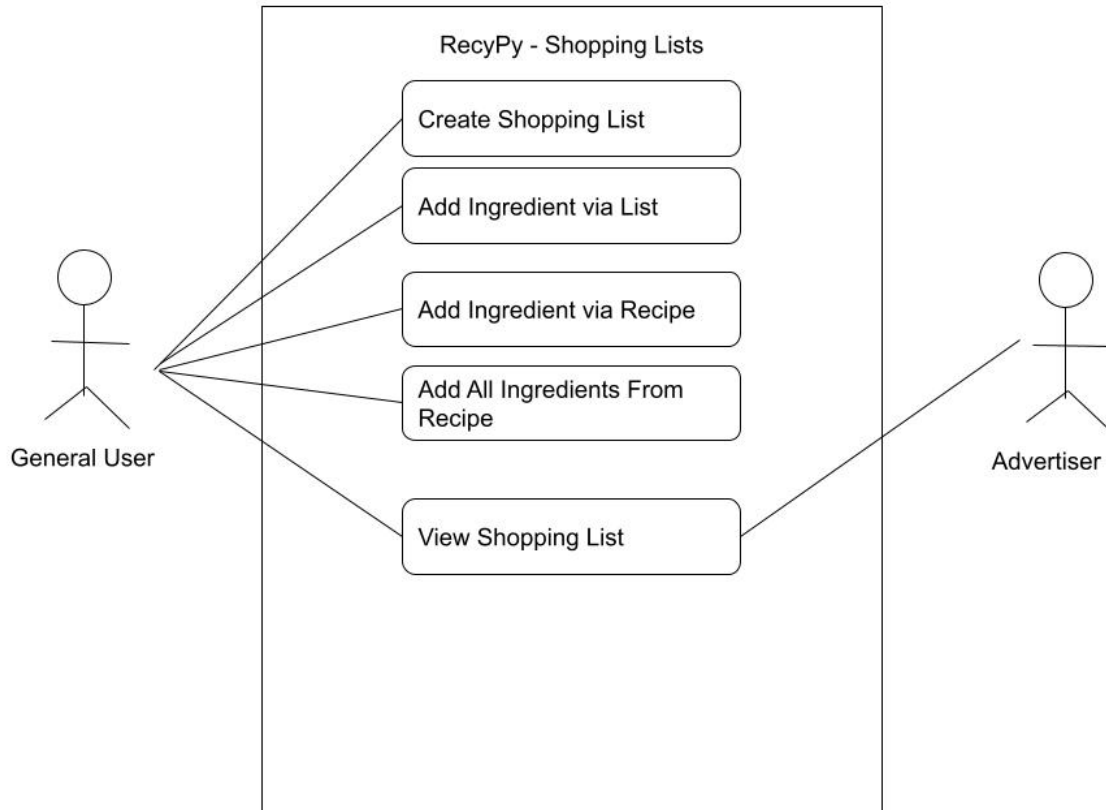 RecyPy - Shopping Lists
Create Shopping List
Add Ingredient via List
Add Ingredient via Recipe
Add All Ingredients From
Recipe
General User
Advertiser
View Shopping List